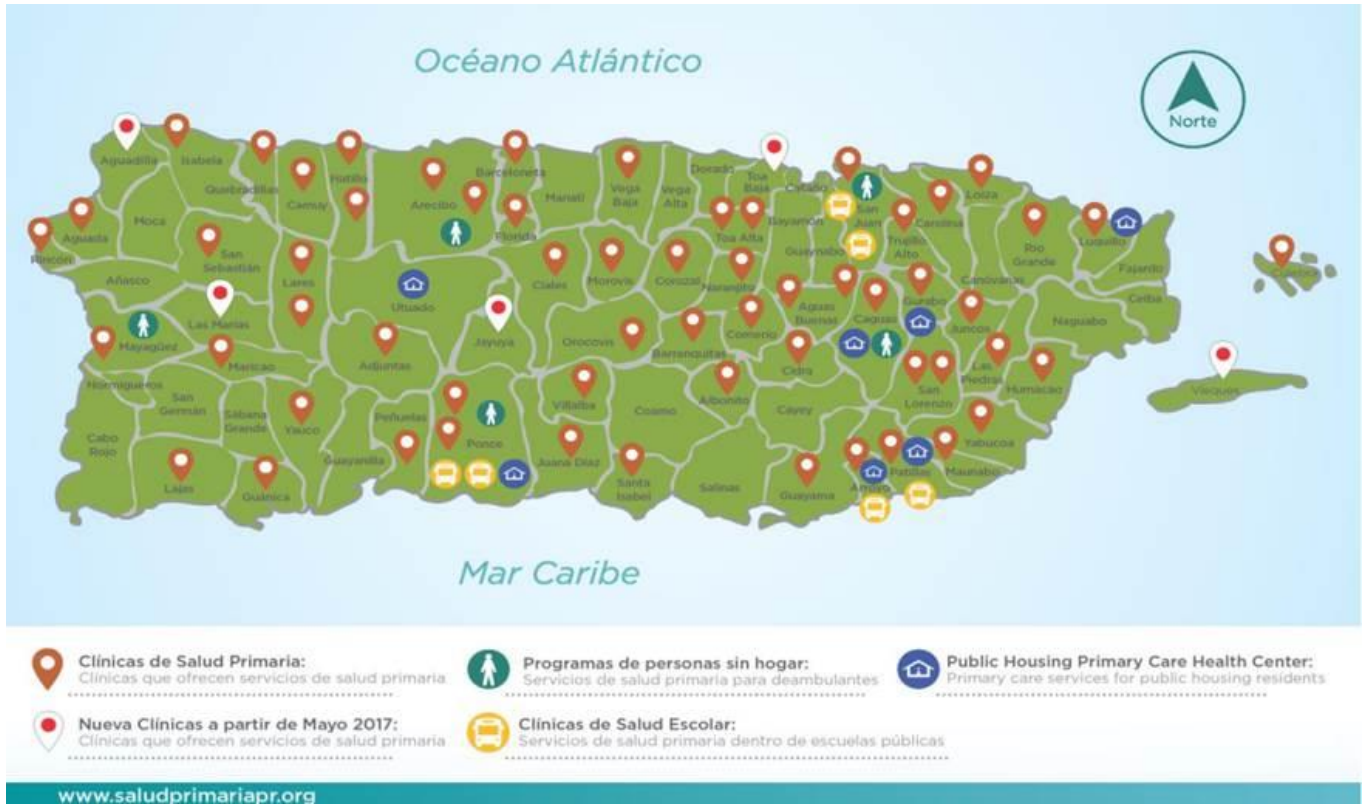 Océano Atlántico
Norte
Aguadilla
Isabela
Quebradillas
Camuy
Hatillo
Arecibo
Barceloneta
Manatí
Vega
Baja
Vega
Alta
Dorado
Toa
Baja
Cataño
San
Juan
Carolina
Loiza
Moca
Aguada
Rincón
San
Sebastián
Lares
Florida
Toa Alta
Bayamón
Guaynabo
Trujillo
Alto
Canóvanas
Rio
Grande
Luquillo
Fajardo
Ceiba
Culebra
Añasco
Las Marías
Utuado
Ciales
Morovis
Corozal
Naranjito
Aguas
Buenas
Caguas
Gurabo
Juncos
Naguabo
Mayagüez
Maricao
Adjuntas
Jayuya
Orocovis
Barranquitas
Comerío
Cidra
San
Lorenzo
Las
Piedras
Humacao
Vieques
Hormigueros
San
Germán
Sábana
Grande
Yauco
Peñuelas
Ponce
Villalba
Coamo
Aibonito
Cayey
Yabucoa
Cabo
Rojo
Lajas
Guánica
Guayanilla
Juana Díaz
Santa
Isabel
Salinas
Guayama
Arroyo
Patillas
Maunabo
Mar Caribe
Clínicas de Salud Primaria:
Clínicas que ofrecen servicios de salud primaria
Programas de personas sin hogar:
Servicios de salud primaria para deambulantes
Public Housing Primary Care Health Center:
Primary care services for public housing residents
Nueva Clínicas a partir de Mayo 2017:
Clínicas que ofrecen servicios de salud primaria
Clínicas de Salud Escolar:
Servicios de salud primaria dentro de escuelas públicas
www.saludprimariapr.org